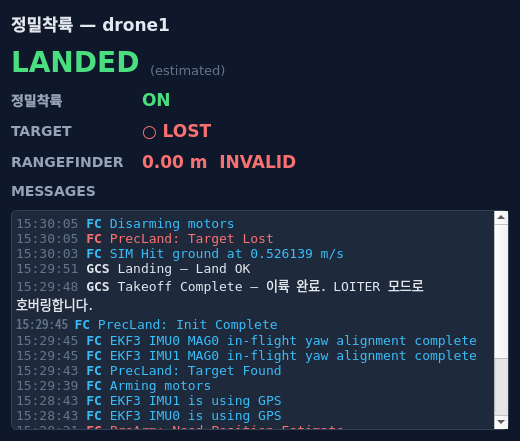 정밀착륙 — drone1
LANDED (estimated)
정밀착륙 ON
TARGET ○ LOST
RANGEFINDER 0.00 m INVALID
MESSAGES
15:30:05 FC Disarming motors
15:30:05 FC PrecLand: Target Lost
15:30:03 FC SIM Hit ground at 0.526139 m/s
15:29:51 GCS Landing — Land OK
15:29:48 GCS Takeoff Complete — 이륙 완료. LOITER 모드로
호버링합니다.
15:29:45 FC PrecLand: Init Complete
15:29:45 FC EKF3 IMU0 MAG0 in-flight yaw alignment complete
15:29:45 FC EKF3 IMU1 MAG0 in-flight yaw alignment complete
15:29:43 FC PrecLand: Target Found
15:29:39 FC Arming motors
15:28:43 FC EKF3 IMU1 is using GPS
15:28:43 FC EKF3 IMU0 is using GPS
FC PreArm: Need Position Estimate